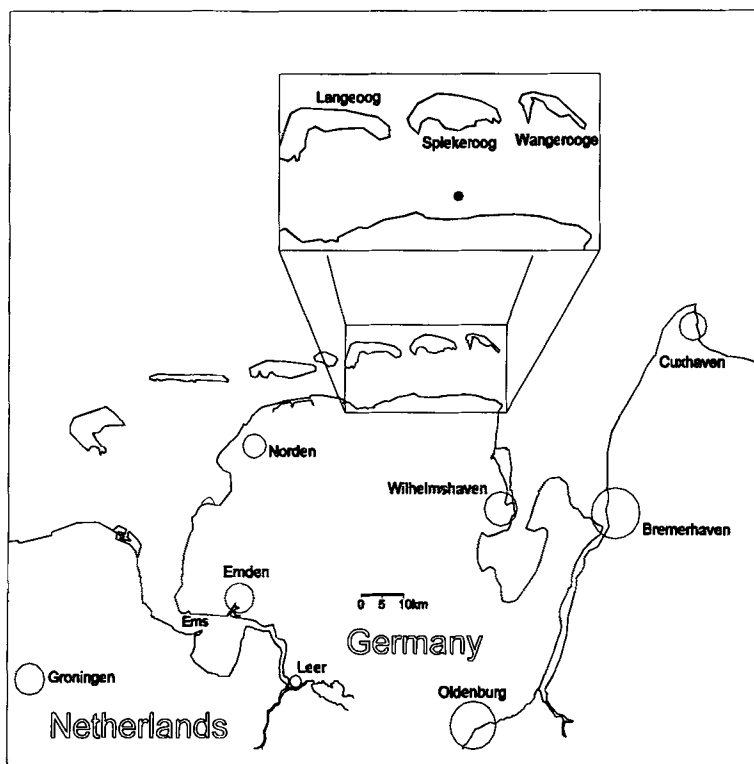 Langeoog
Spiekeroog
Wangerooge
Cuxhaven
Norden
Wilhelmshaven
Bremerhaven
Emden
0 5 10km
Ems
Germany
Leer
Groningen
Oldenburg
Netherlands